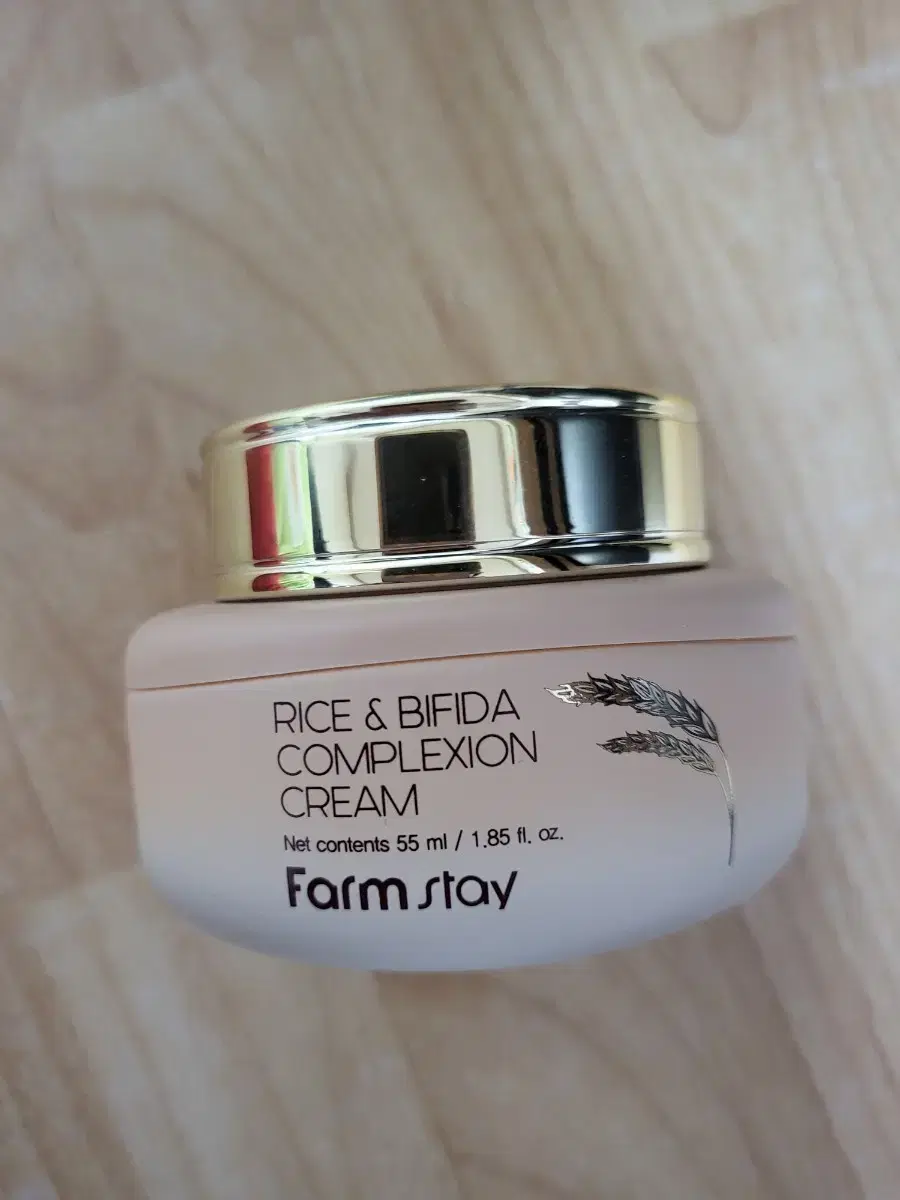 RICE & BIFIDA
COMPLEXION
CREAM
Net contents 55 ml / 1.85 fl. oz.
Farm stay